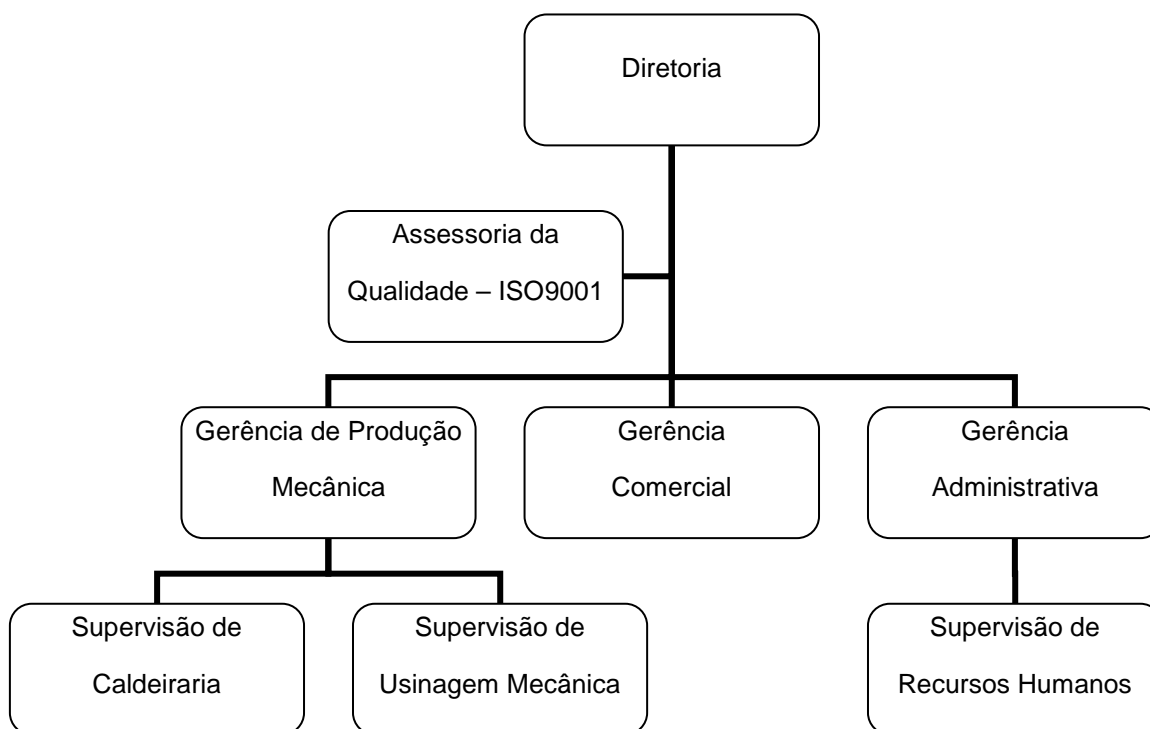 Diretoria
Assessoria da
Qualidade – ISO9001
Gerência de Produção
Mecânica
Gerência
Comercial
Gerência
Administrativa
Supervisão de
Caldeiraria
Supervisão de
Usinagem Mecânica
Supervisão de
Recursos Humanos